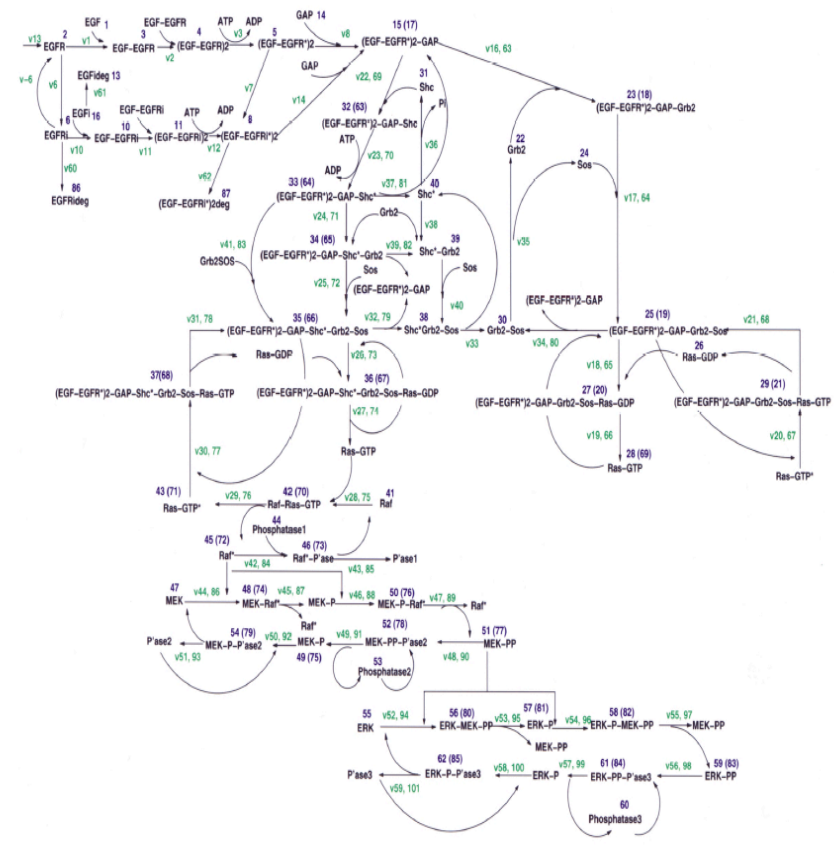 EGF 1
EGF-EGFR
ATP
ADP
GAP 14
v13
2
EGFR
v1
3
EGF-EGFR
v2
4
(EGF-EGFR)2
v3
5
(EGF-EGFR*)2
v8
15 (17)
(EGF-EGFR*)2-GAP
v16, 63
GAP
v-6
v6
EGFideg 13
v61
v7
v14
v22, 69
31
Shc
Pi
23 (18)
(EGF-EGFR*)2-GAP-Grb2
EGFi 16
EGF-EGFRi
ATP
ADP
32 (63)
(EGF-EGFR*)2-GAP-Shc
6
EGFRi
v10
10
EGF-EGFRi
v11
11
(EGF-EGFRi)2
v12
8
(EGF-EGFRi*)2
ATP
v36
22
Grb2
24
Sos
v60
v62
v23, 70
ADP
86
EGFRideg
87
(EGF-EGFRi*)2deg
33 (64)
(EGF-EGFR*)2-GAP-Shc*
v37, 81
40
Shc*
v17, 64
v24, 71
Grb2
v38
v35
v41, 83
Grb2SOS
34 (65)
(EGF-EGFR*)2-GAP-Shc*-Grb2
v39, 82
39
Shc*-Grb2
Sos
Sos
v25, 72
(EGF-EGFR*)2-GAP
v40
(EGF-EGFR*)2-GAP
v31, 78
35 (66)
(EGF-EGFR*)2-GAP-Shc*-Grb2-Sos
v32, 79
38
Shc*Grb2-Sos
v33
30
Grb2-Sos
v34, 80
25 (19)
(EGF-EGFR*)2-GAP-Grb2-Sos
v21, 68
Ras-GDP
v26, 73
v18, 65
26
Ras-GDP
37(68)
(EGF-EGFR*)2-GAP-Shc*-Grb2-Sos-Ras-GTP
36 (67)
(EGF-EGFR*)2-GAP-Shc*-Grb2-Sos-Ras-GDP
27 (20)
(EGF-EGFR*)2-GAP-Grb2-Sos-Ras-GDP
29 (21)
(EGF-EGFR*)2-GAP-Grb2-Sos-Ras-GTP
v27, 74
v30, 77
Ras-GTP
v19, 66
v20, 67
28 (69)
Ras-GTP
Ras-GTP*
43 (71)
Ras-GTP*
v29, 76
42 (70)
Raf-Ras-GTP
v28, 75
41
Raf
44
Phosphatase1
45 (72)
Raf*
v42, 84
46 (73)
Raf*-P'ase
v43, 85
P'ase1
47
MEK
v44, 86
48 (74)
MEK-Raf*
v45, 87
MEK-P
v46, 88
50 (76)
MEK-P-Raf*
v47, 89
Raf*
Raf*
P'ase2
v51, 93
54 (79)
MEK-P-P'ase2
v50, 92
MEK-P
49 (75)
v49, 91
52 (78)
MEK-PP-P'ase2
v48, 90
51 (77)
MEK-PP
53
Phosphatase2
55
ERK
v52, 94
56 (80)
ERK-MEK-PP
v53, 95
57 (81)
ERK-P
v54, 96
58 (82)
ERK-P-MEK-PP
v55, 97
MEK-PP
MEK-PP
P'ase3
v59, 101
62 (85)
ERK-P-P'ase3
v58, 100
ERK-P
v57, 99
61 (84)
ERK-PP-P'ase3
v56, 98
59 (83)
ERK-PP
60
Phosphatase3